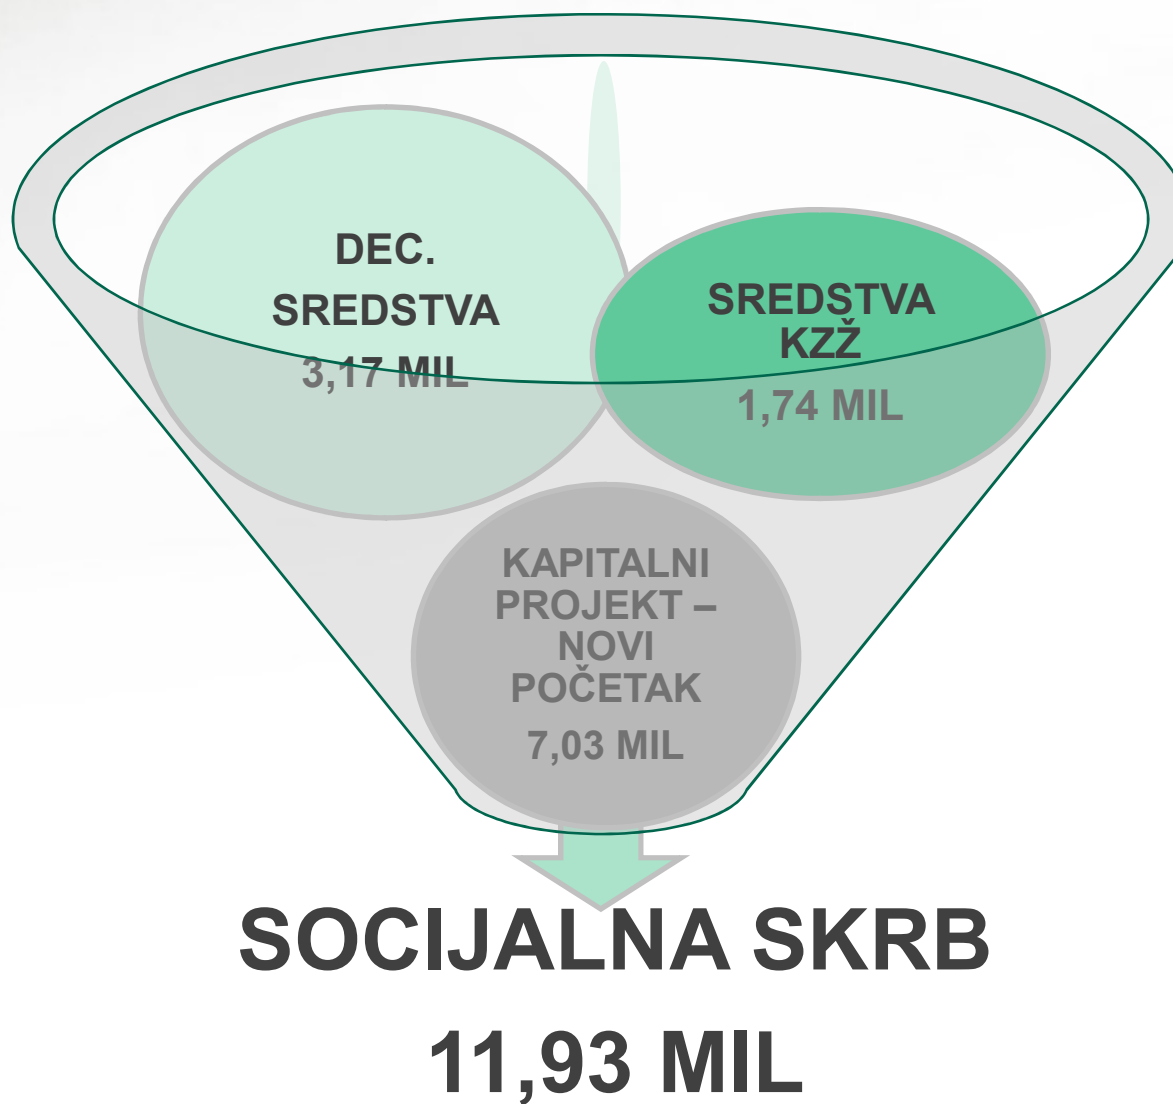 DEC.
SREDSTVA
3,17 MIL
SREDSTVA
KZŽ
1,74 MIL
KAPITALNI
PROJEKT –
NOVI
POČETAK
7,03 MIL
SOCIJALNA SKRB
11,93 MIL